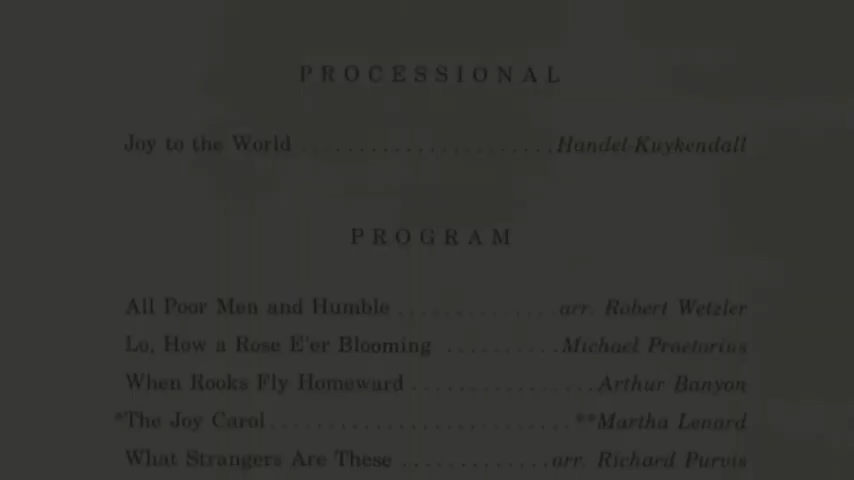 PROCESSIONAL
Joy to the World ..................... Handel-Kuykendall
PROGRAM
All Poor Men and Humble .............. arr. Robert Wetzler
Lo, How a Rose E'er Blooming .......... Michael Praetorius
When Rooks Fly Homeward ................ Arthur Banyon
*The Joy Carol .......................... **Martha Lenard
What Strangers Are These ............. arr. Richard Purvis